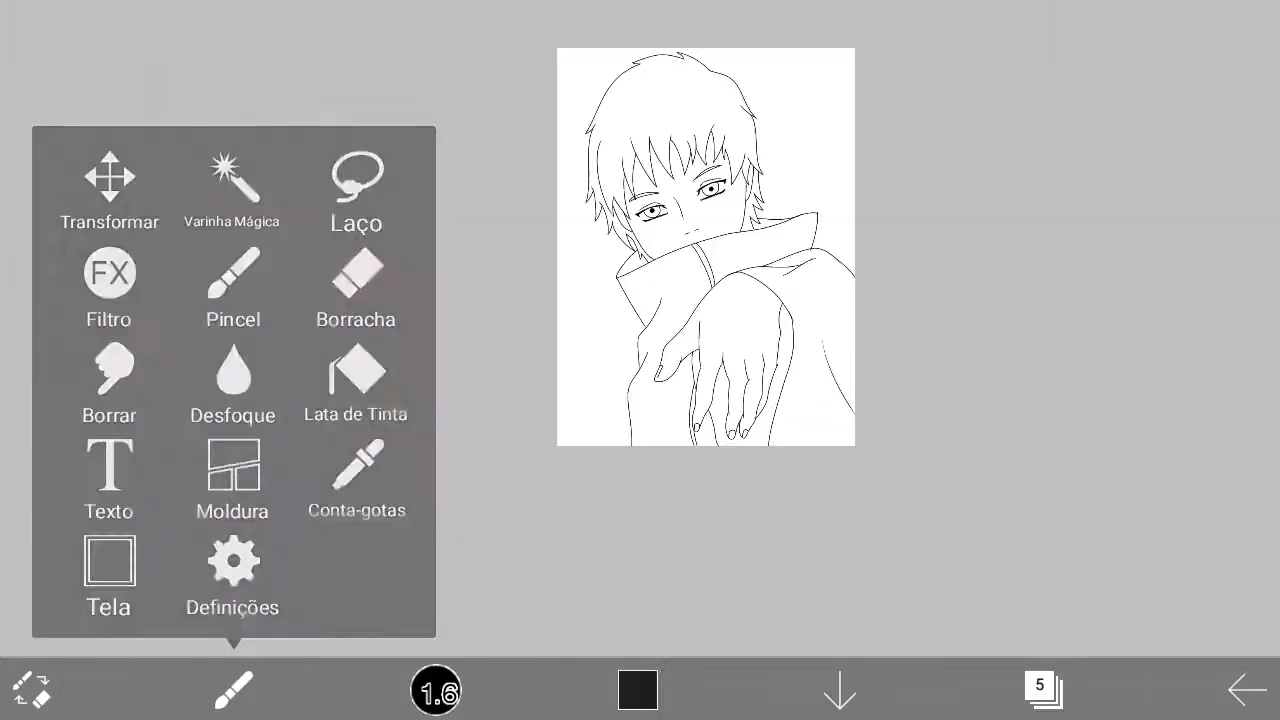 Transformar
Varinha Mágica
Laço
FX
Filtro
Pincel
Borracha
Borrar
Desfoque
Lata de Tinta
T
Texto
Moldura
Conta-gotas
Tela
Definições
1.6
5